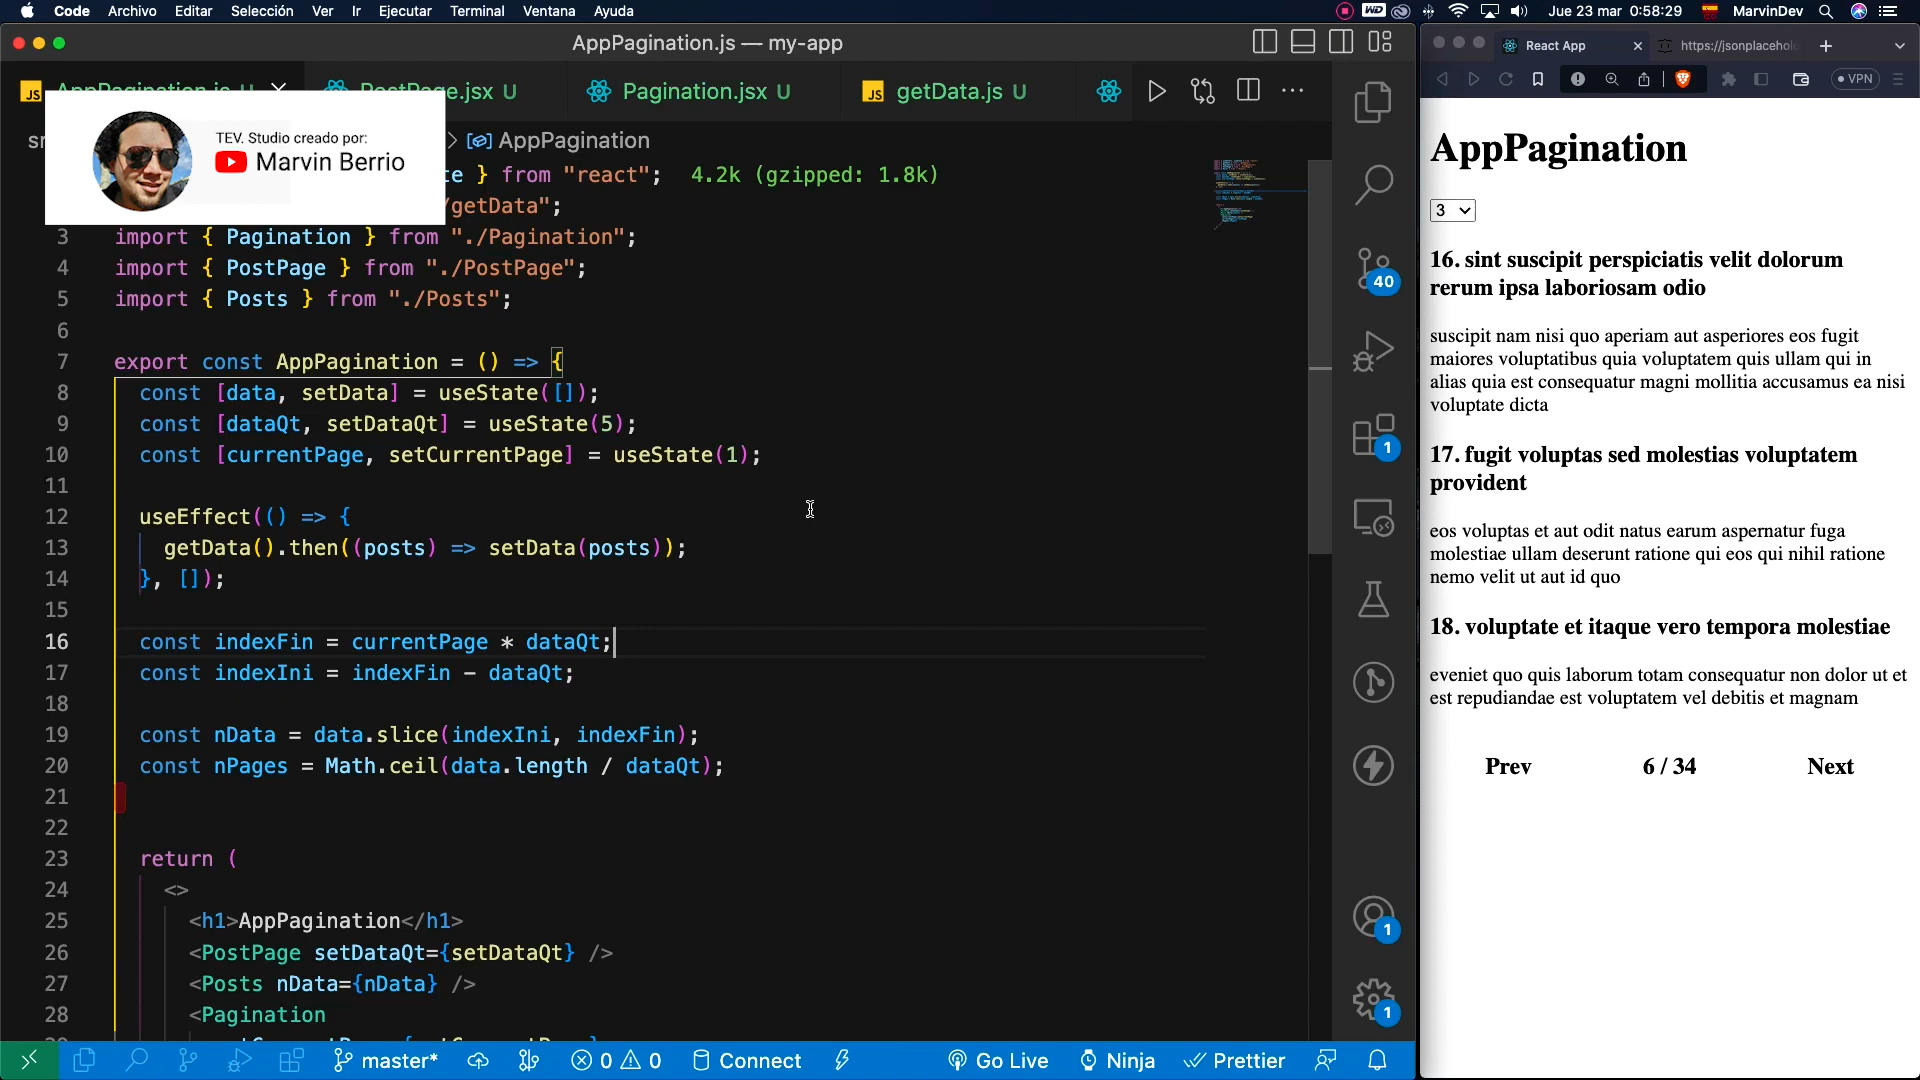 Code Archivo Editar Selección Ver Ir Ejecutar Terminal Ventana Ayuda
WD Jue 23 mar 0:58:29 MarvinDev
AppPagination.js — my-app
React App
https://jsonplacehol
JS
PostPage.jsx U
Pagination.jsx U
JS getData.js U
VPN
AppPagination
TEV. Studio creado por:
Marvin Berrio
} from "react"; 4.2k (gzipped: 1.8k)
/getData";
3 import { Pagination } from "./Pagination";
4 import { PostPage } from "./PostPage";
5 import { Posts } from "./Posts";
6
7 export const AppPagination = () => {
8 const [data, setData] = useState([]);
9 const [dataQt, setDataQt] = useState(5);
10 const [currentPage, setCurrentPage] = useState(1);
11
12 useEffect(() => {
13 getData().then((posts) => setData(posts));
14 }, []);
15
16 const indexFin = currentPage * dataQt;
17 const indexIni = indexFin - dataQt;
18
19 const nData = data.slice(indexIni, indexFin);
20 const nPages = Math.ceil(data.length / dataQt);
21
22
23 return (
24 <>
25 <h1>AppPagination</h1>
26 <PostPage setDataQt={setDataQt} />
27 <Posts nData={nData} />
28 <Pagination
40
1
1
1
master* 0 0 Connect Go Live Ninja Prettier
AppPagination
3
16. sint suscipit perspiciatis velit dolorum
rerum ipsa laboriosam odio
suscipit nam nisi quo aperiam aut asperiores eos fugit
maiores voluptatibus quia voluptatem quis ullam qui in
alias quia est consequatur magni mollitia accusamus ea nisi
voluptate dicta
17. fugit voluptas sed molestias voluptatem
provident
eos voluptas et aut odit natus earum aspernatur fuga
molestiae ullam deserunt ratione qui eos qui nihil ratione
nemo velit ut aut id quo
18. voluptate et itaque vero tempora molestiae
eveniet quo quis laborum totam consequatur non dolor ut et
est repudiandae est voluptatem vel debitis et magnam
Prev 6 / 34 Next